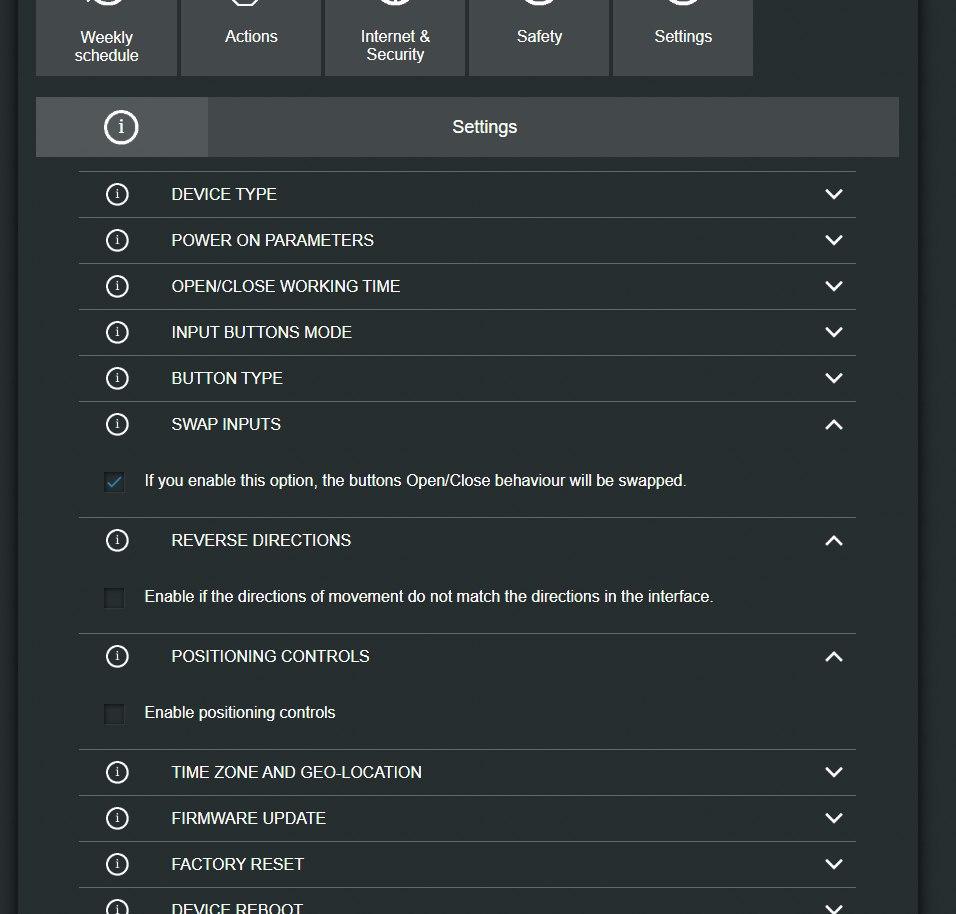 Weekly
schedule
Actions
Internet &
Security
Safety
Settings
Settings
DEVICE TYPE
POWER ON PARAMETERS
OPEN/CLOSE WORKING TIME
INPUT BUTTONS MODE
BUTTON TYPE
SWAP INPUTS
If you enable this option, the buttons Open/Close behaviour will be swapped.
REVERSE DIRECTIONS
Enable if the directions of movement do not match the directions in the interface.
POSITIONING CONTROLS
Enable positioning controls
TIME ZONE AND GEO-LOCATION
FIRMWARE UPDATE
FACTORY RESET
DEVICE REBOOT